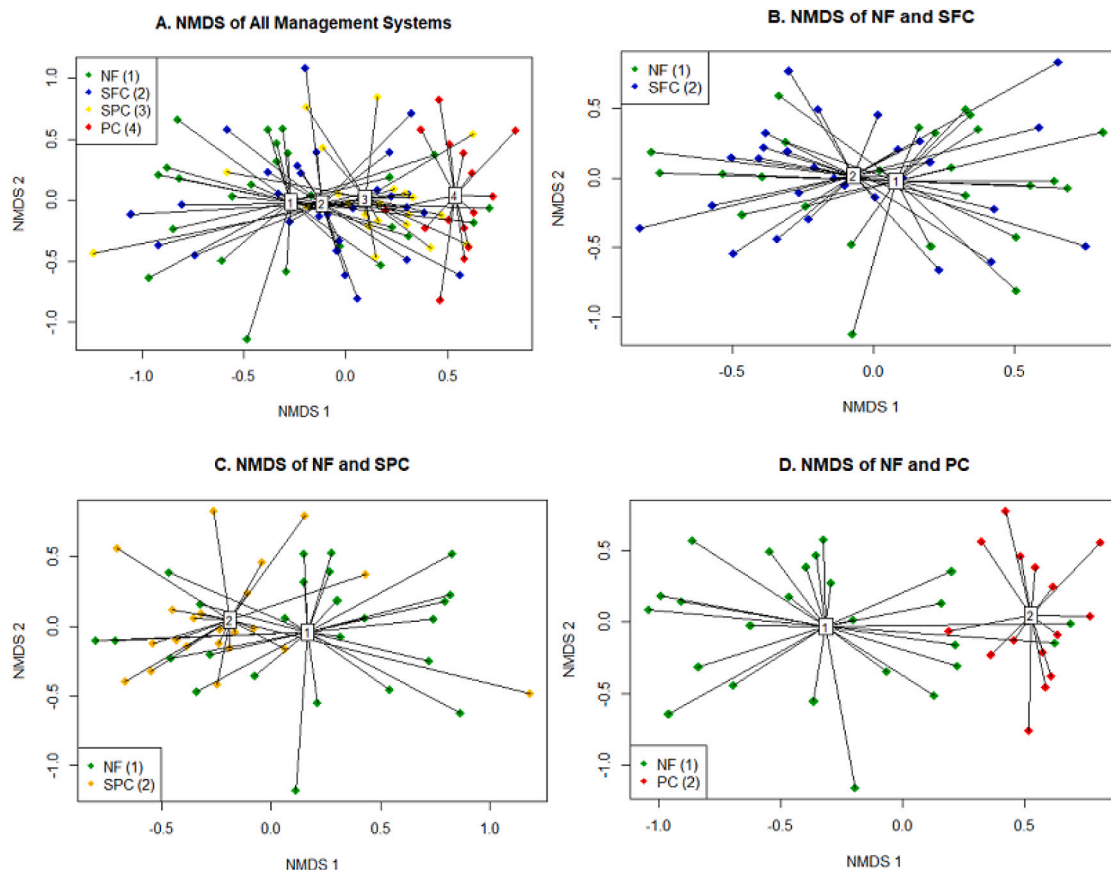 A. NMDS of All Management Systems
NMDS 2
1.0
0.5
0.0
-0.5
-1.0
NF (1)
SFC (2)
SPC (3)
PC (4)
1
2
3
4
-1.0
-0.5
0.0
0.5
NMDS 1
B. NMDS of NF and SFC
NMDS 2
0.5
0.0
-0.5
-1.0
NF (1)
SFC (2)
2
1
-0.5
0.0
0.5
NMDS 1
C. NMDS of NF and SPC
NMDS 2
0.5
0.0
-0.5
-1.0
2
1
NF (1)
SPC (2)
-0.5
0.0
0.5
1.0
NMDS 1
D. NMDS of NF and PC
NMDS 2
0.5
0.0
-0.5
-1.0
1
2
NF (1)
PC (2)
-1.0
-0.5
0.0
0.5
NMDS 1